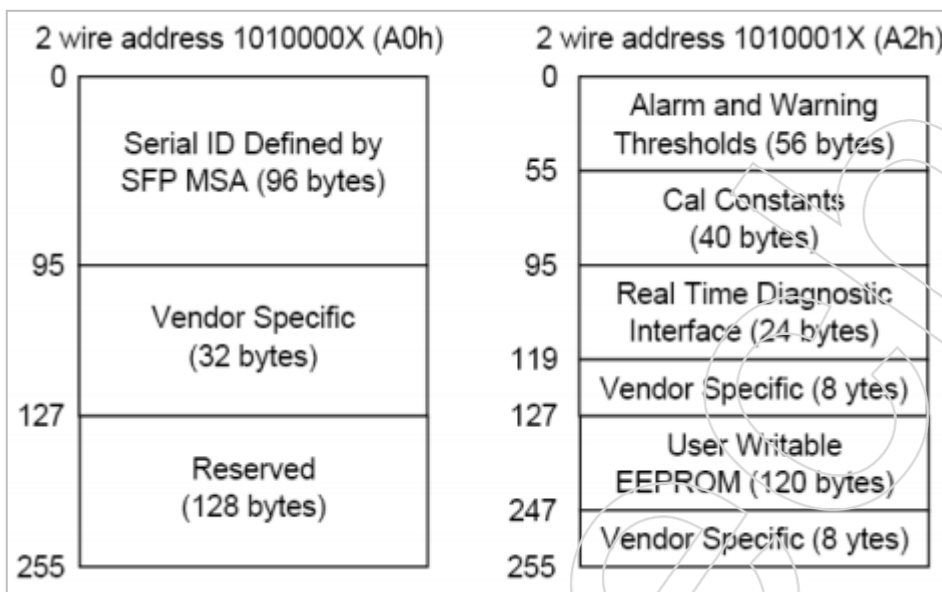 2 wire address 1010000X (A0h)
0
Serial ID Defined by
SFP MSA (96 bytes)
95
Vendor Specific
(32 bytes)
127
Reserved
(128 bytes)
255
2 wire address 1010001X (A2h)
0
Alarm and Warning
Thresholds (56 bytes)
55
Cal Constants
(40 bytes)
95
Real Time Diagnostic
Interface (24 bytes)
119
Vendor Specific (8 ytes)
127
User Writable
EEPROM (120 bytes)
247
Vendor Specific (8 ytes)
255